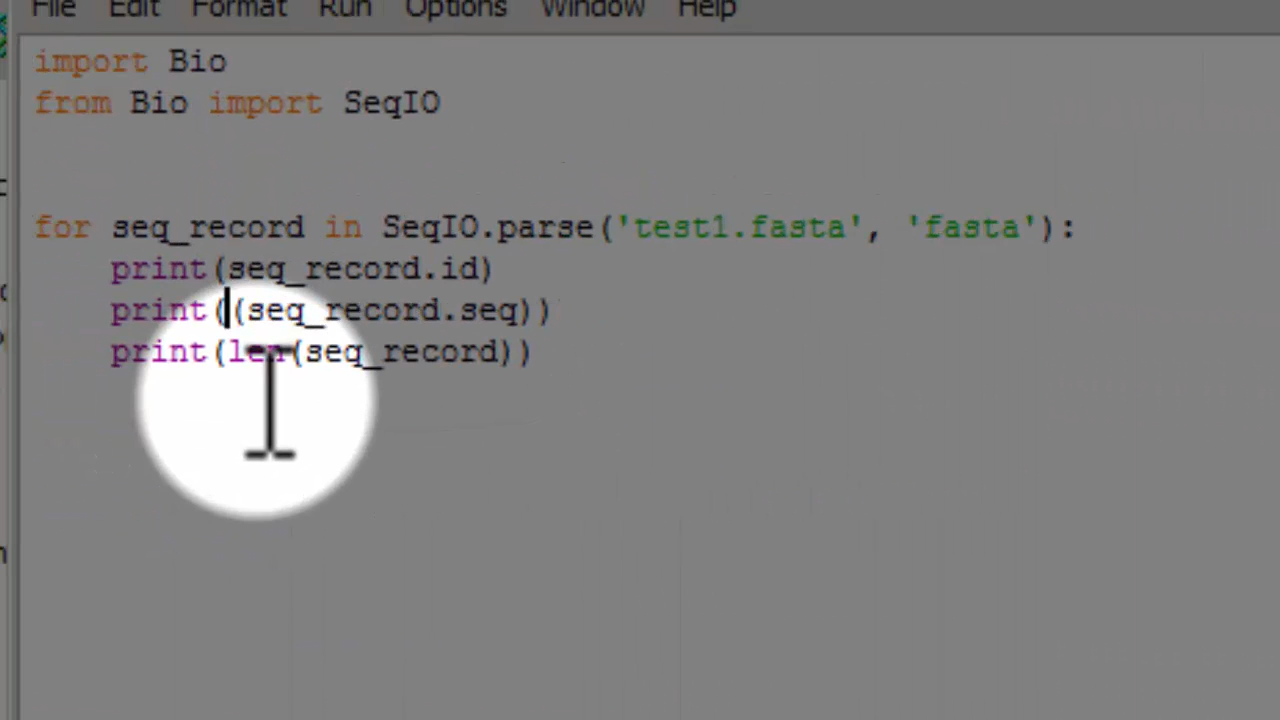 File Edit Format Run Options Window Help
import Bio
from Bio import SeqIO
for seq_record in SeqIO.parse('test1.fasta', 'fasta'):
    print(seq_record.id)
    print((seq_record.seq))
    print(len(seq_record))